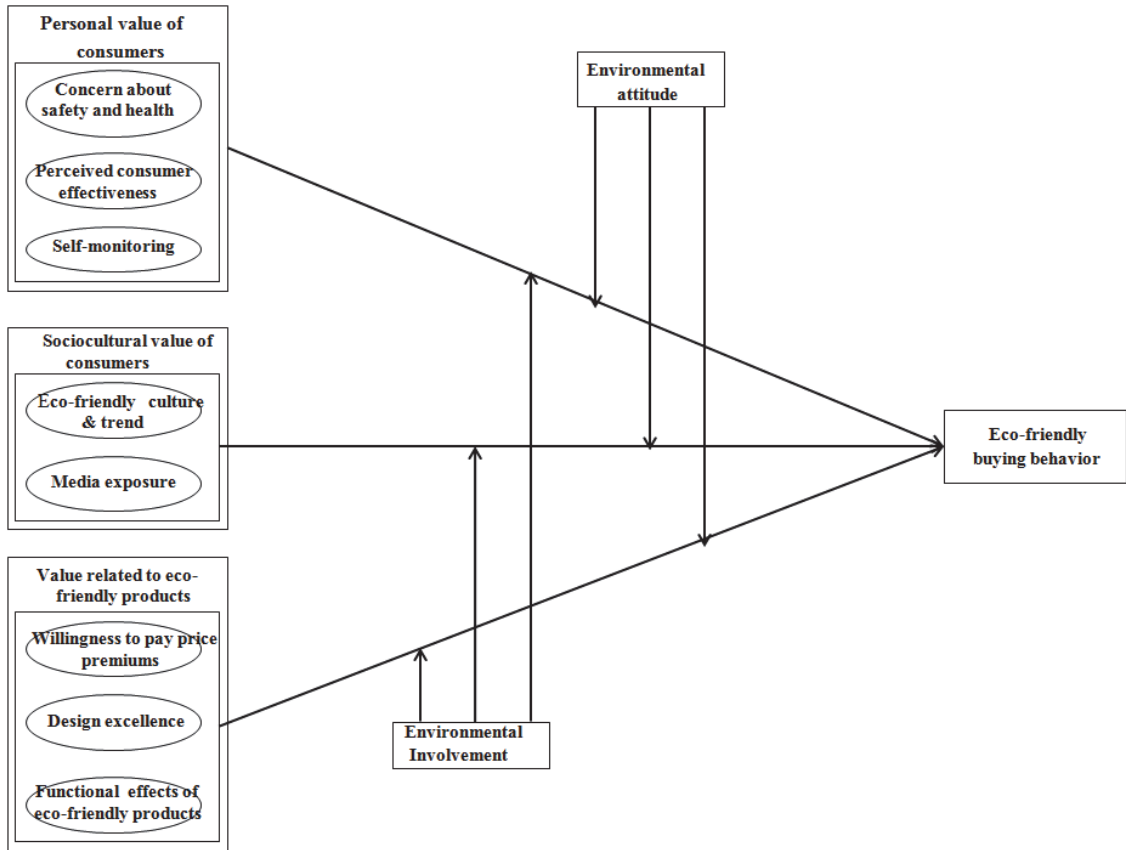 Personal value of
consumers
Concern about
safety and health
Perceived consumer
effectiveness
Self-monitoring
Sociocultural value of
consumers
Eco-friendly culture
& trend
Media exposure
Value related to eco-
friendly products
Willingness to pay price
premiums
Design excellence
Functional effects of
eco-friendly products
Environmental
attitude
Environmental
Involvement
Eco-friendly
buying behavior